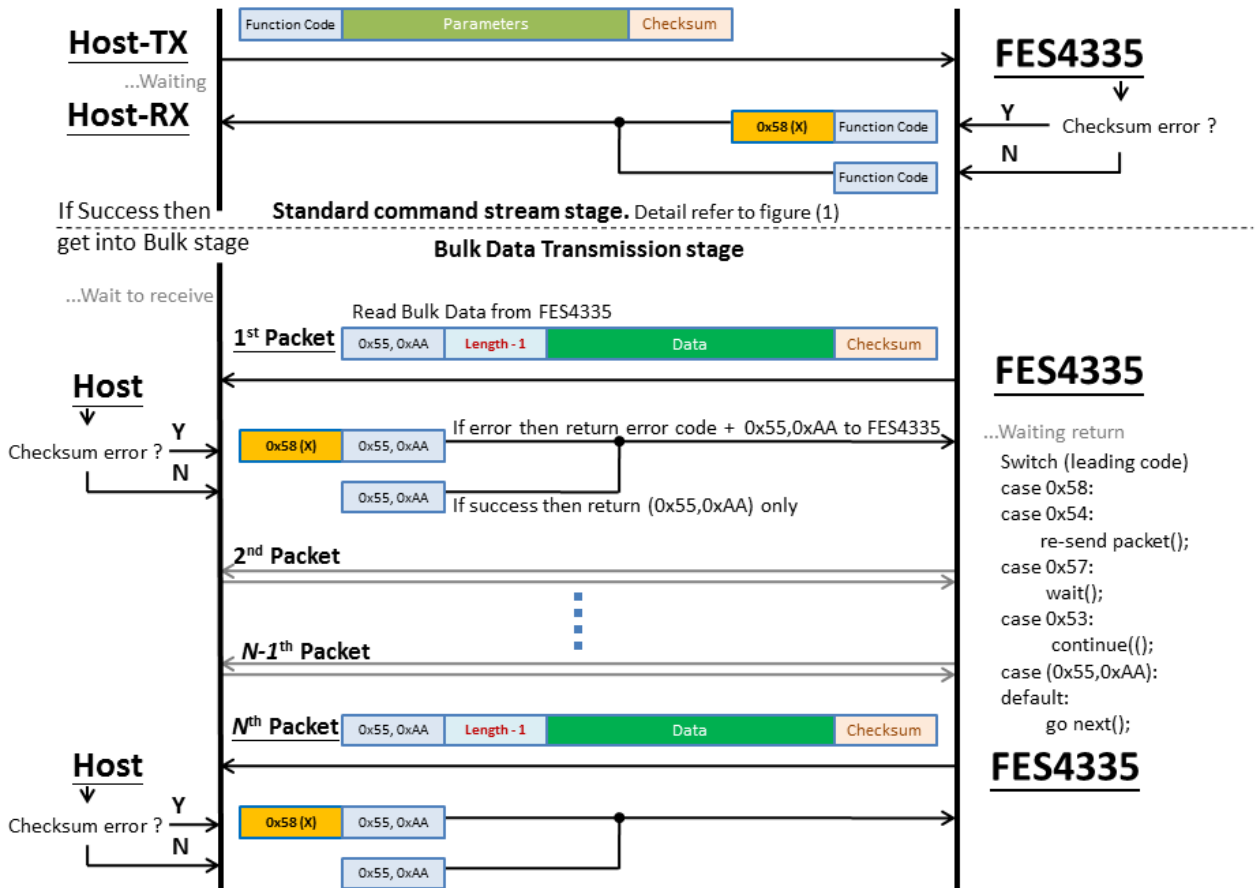 Function Code Parameters Checksum
Host-TX
FES4335
...Waiting
Host-RX
0x58 (X) Function Code
Y
Checksum error ?
N
Function Code
If Success then
get into Bulk stage
Standard command stream stage. Detail refer to figure (1)
Bulk Data Transmission stage
...Wait to receive
Read Bulk Data from FES4335
1st Packet 0x55, 0xAA Length - 1 Data Checksum
Host
FES4335
Checksum error ?
Y
N
0x58 (X) 0x55, 0xAA
If error then return error code + 0x55,0xAA to FES4335
0x55, 0xAA
If success then return (0x55,0xAA) only
...Waiting return
Switch (leading code)
case 0x58:
case 0x54:
re-send packet();
case 0x57:
wait();
case 0x53:
continue(();
case (0x55,0xAA):
default:
go next();
2nd Packet
N-1th Packet
Nth Packet 0x55, 0xAA Length - 1 Data Checksum
Host
FES4335
Checksum error ?
Y
N
0x58 (X) 0x55, 0xAA
0x55, 0xAA